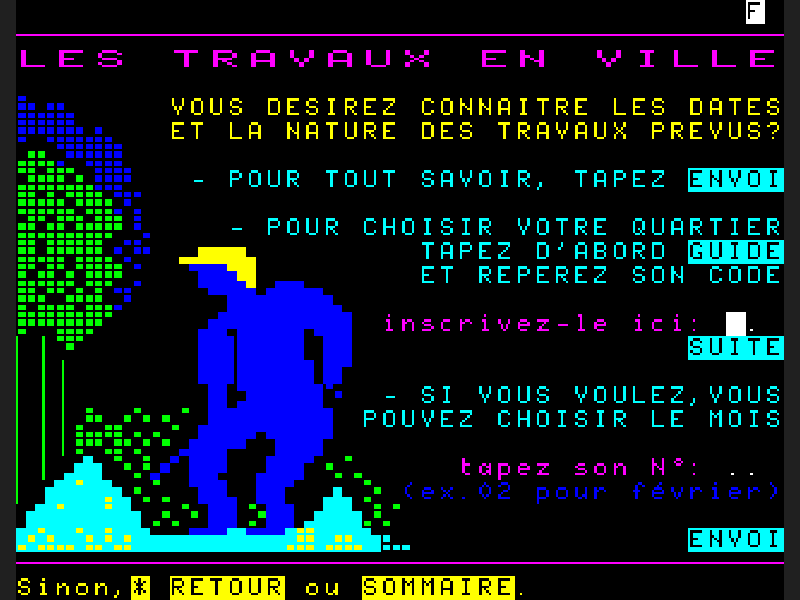 F
LES TRAVAUX EN VILLE
VOUS DESIREZ CONNAITRE LES DATES
ET LA NATURE DES TRAVAUX PREVUS?
- POUR TOUT SAVOIR, TAPEZ ENVOI
- POUR CHOISIR VOTRE QUARTIER
TAPEZ D'ABORD GUIDE
ET REPEREZ SON CODE
inscrivez-le ici: .
SUITE
- SI VOUS VOULEZ,VOUS
POUVEZ CHOISIR LE MOIS
tapez son N°: ..
(ex.02 pour février)
ENVOI
Sinon,* RETOUR ou SOMMAIRE.